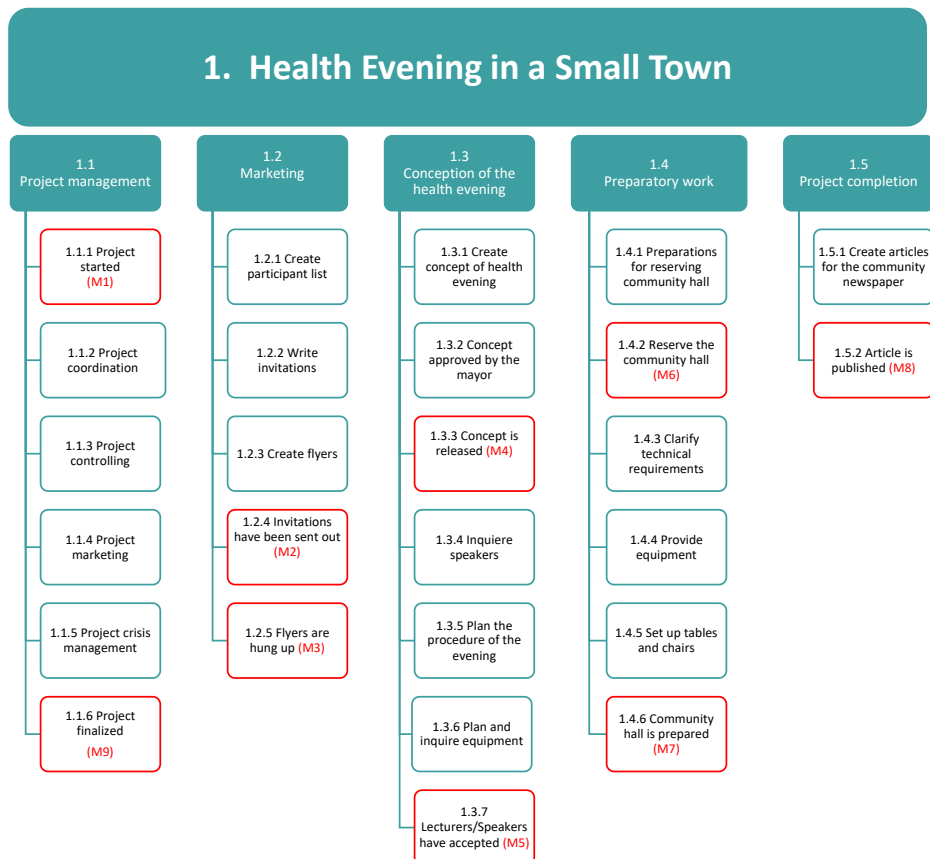 1. Health Evening in a Small Town
1.1
Project management
1.1.1 Project
started
(M1)
1.1.2 Project
coordination
1.1.3 Project
controlling
1.1.4 Project
marketing
1.1.5 Project crisis
management
1.1.6 Project
finalized
(M9)
1.2
Marketing
1.2.1 Create
participant list
1.2.2 Write
invitations
1.2.3 Create flyers
1.2.4 Invitations
have been sent out
(M2)
1.2.5 Flyers are
hung up (M3)
1.3
Conception of the
health evening
1.3.1 Create
concept of health
evening
1.3.2 Concept
approved by the
mayor
1.3.3 Concept is
released (M4)
1.3.4 Inquiere
speakers
1.3.5 Plan the
procedure of the
evening
1.3.6 Plan and
inquire equipment
1.3.7
Lecturers/Speakers
have accepted (M5)
1.4
Preparatory work
1.4.1 Preparations
for reserving
community hall
1.4.2 Reserve the
community hall
(M6)
1.4.3 Clarify
technical
requirements
1.4.4 Provide
equipment
1.4.5 Set up tables
and chairs
1.4.6 Community
hall is prepared
(M7)
1.5
Project completion
1.5.1 Create articles
for the community
newspaper
1.5.2 Article is
published (M8)